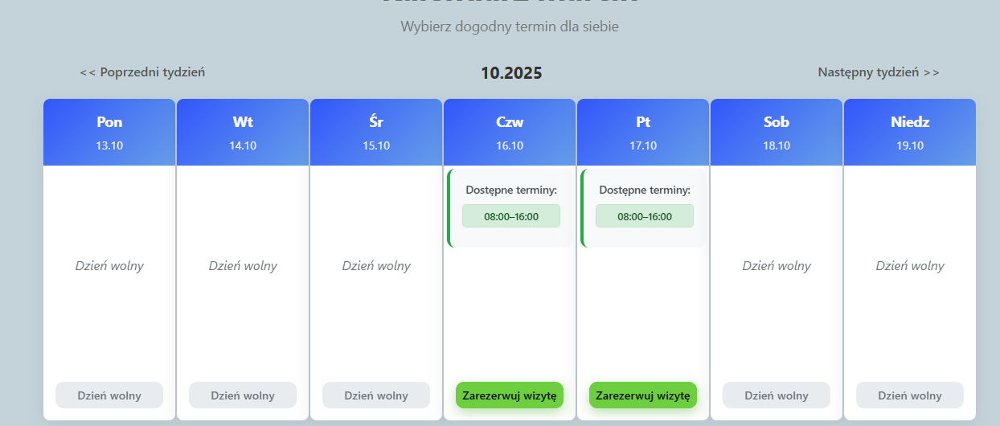 Wybierz dogodny termin dla siebie
<< Poprzedni tydzień
10.2025
Następny tydzień >>
Pon
13.10
Wt
14.10
Śr
15.10
Czw
16.10
Pt
17.10
Sob
18.10
Niedz
19.10
Dzień wolny
Dzień wolny
Dzień wolny
Dostępne terminy:
08:00–16:00
Dostępne terminy:
08:00–16:00
Dzień wolny
Dzień wolny
Dzień wolny
Dzień wolny
Dzień wolny
Zarezerwuj wizytę
Zarezerwuj wizytę
Dzień wolny
Dzień wolny